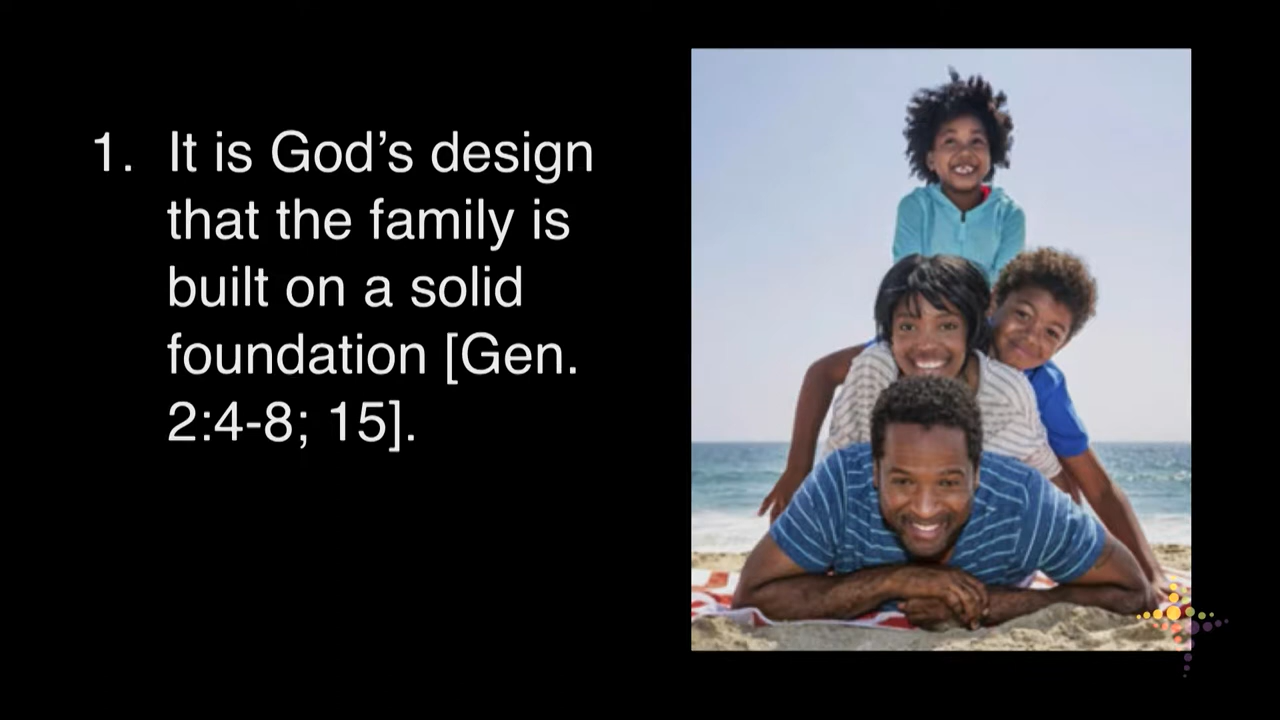 1. It is God’s design
that the family is
built on a solid
foundation [Gen.
2:4-8; 15].